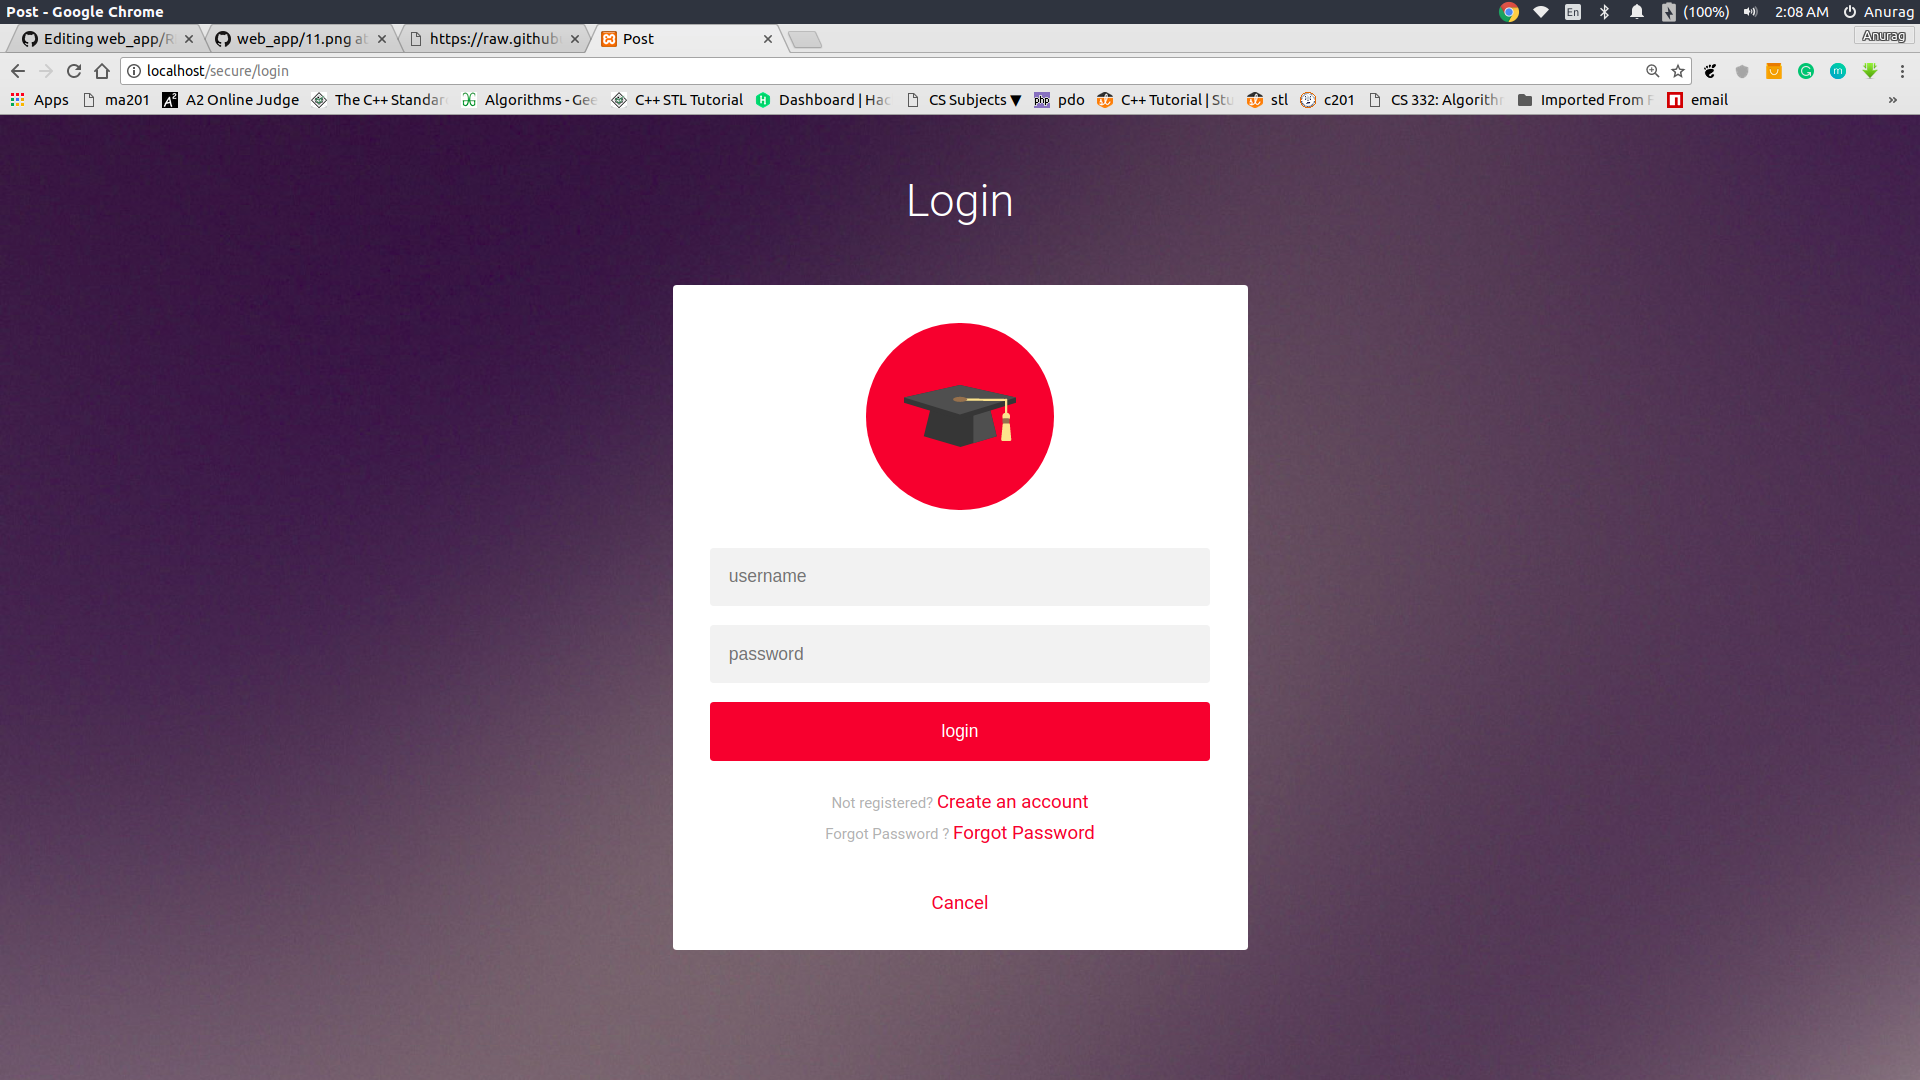 Post - Google Chrome
En (100%) 2:08 AM Anurag
Editing web_app/R
web_app/11.png at
https://raw.github
Post
Anurag
localhost/secure/login
Apps ma201 A2 Online Judge The C++ Standar Algorithms - Gee C++ STL Tutorial Dashboard | Hac CS Subjects ▼ pdo C++ Tutorial | Stu stl c201 CS 332: Algorith Imported From F email »
Login
username
password
login
Not registered? Create an account
Forgot Password ? Forgot Password
Cancel